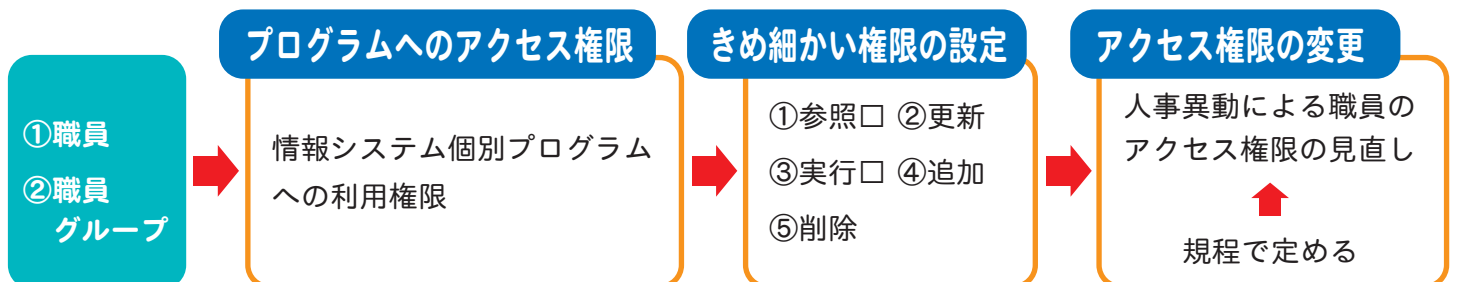 ①職員
②職員
グループ
プログラムへのアクセス権限
情報システム個別プログラム
への利用権限
きめ細かい権限の設定
①参照□ ②更新
③実行□ ④追加
⑤削除
アクセス権限の変更
人事異動による職員の
アクセス権限の見直し
規程で定める